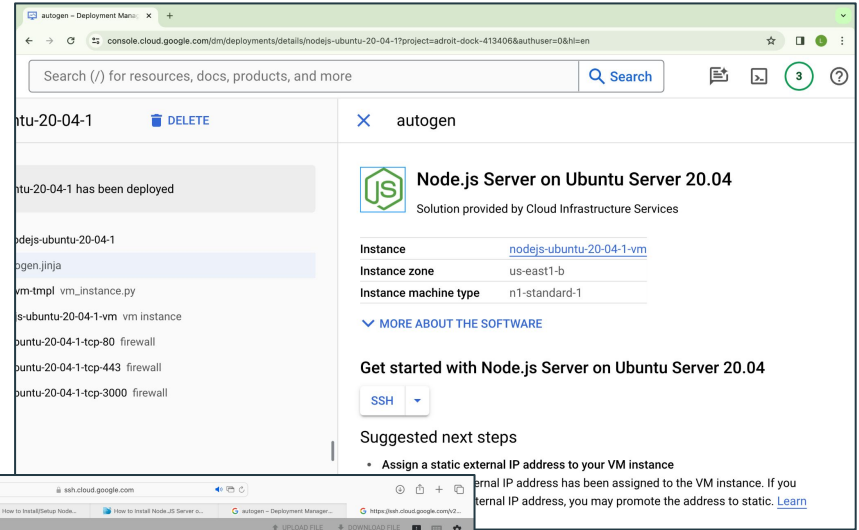 autogen – Deployment Manag
console.cloud.google.com/dm/deployments/details/nodejs-ubuntu-20-04-1?project=adroit-dock-413406&authuser=0&hl=en
Search (/) for resources, docs, products, and more
Search
3
ntu-20-04-1
DELETE
autogen
ntu-20-04-1 has been deployed
JS
Node.js Server on Ubuntu Server 20.04
Solution provided by Cloud Infrastructure Services
odejs-ubuntu-20-04-1
ogen.jinja
vm-tmpl vm_instance.py
s-ubuntu-20-04-1-vm vm instance
buntu-20-04-1-tcp-80 firewall
buntu-20-04-1-tcp-443 firewall
buntu-20-04-1-tcp-3000 firewall
Instance nodejs-ubuntu-20-04-1-vm
Instance zone us-east1-b
Instance machine type n1-standard-1
MORE ABOUT THE SOFTWARE
Get started with Node.js Server on Ubuntu Server 20.04
SSH
Suggested next steps
• Assign a static external IP address to your VM instance
ernal IP address has been assigned to the VM instance. If you
ternal IP address, you may promote the address to static. Learn
ssh.cloud.google.com
How to Install/Setup Node...
How to Install Node.JS Server o...
autogen – Deployment Manager...
https://ssh.cloud.google.com/v2...
UPLOAD FILE
DOWNLOAD FILE